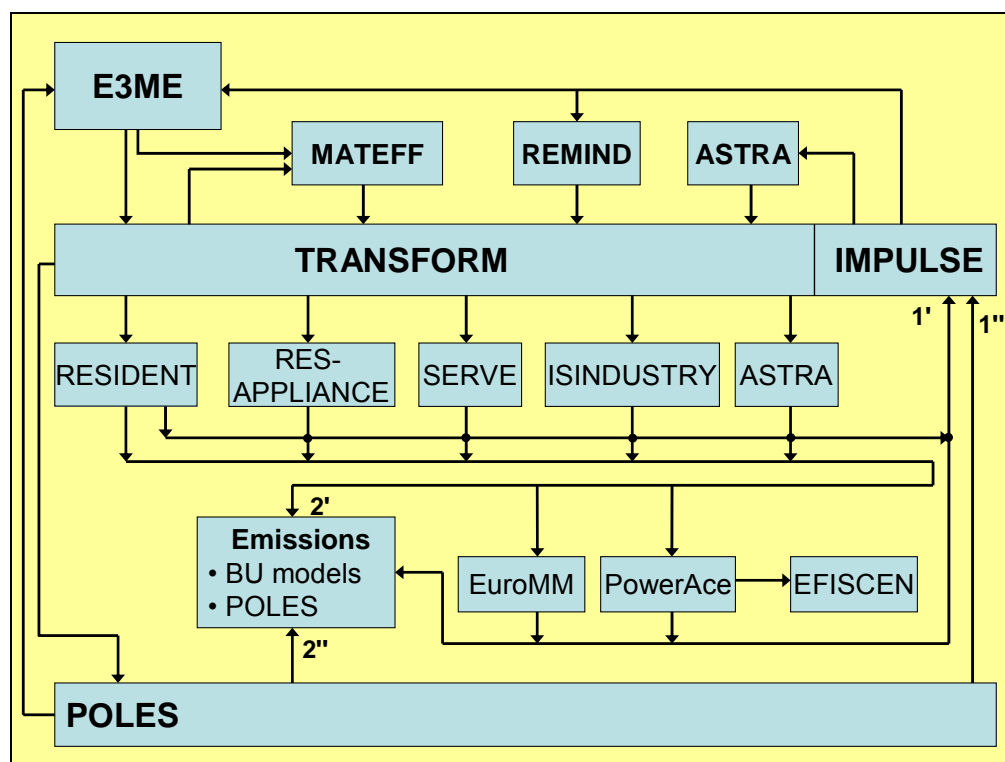 E3ME
MATEFF
REMIND
ASTRA
TRANSFORM
IMPULSE
1'
1"
RESIDENT
RES-
APPLIANCE
SERVE
ISINDUSTRY
ASTRA
2'
Emissions
• BU models
• POLES
EuroMM
PowerAce
EFISCEN
2"
POLES